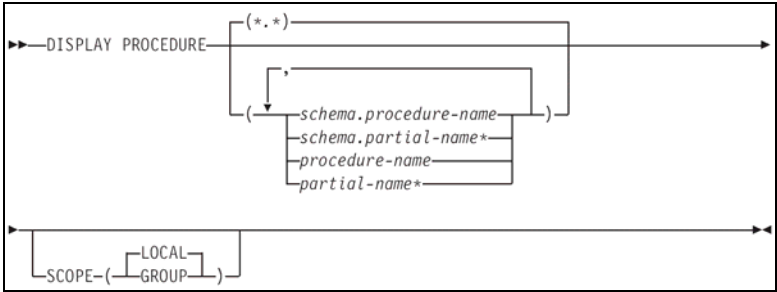 (*.*)
DISPLAY PROCEDURE
,
( schema.procedure-name )
schema.partial-name*
procedure-name
partial-name*
LOCAL
SCOPE-( GROUP )